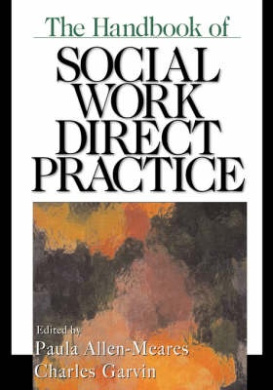 The Handbook of
SOCIAL
WORK
DIRECT
PRACTICE
Edited by
Paula Allen-Meares
Charles Garvin